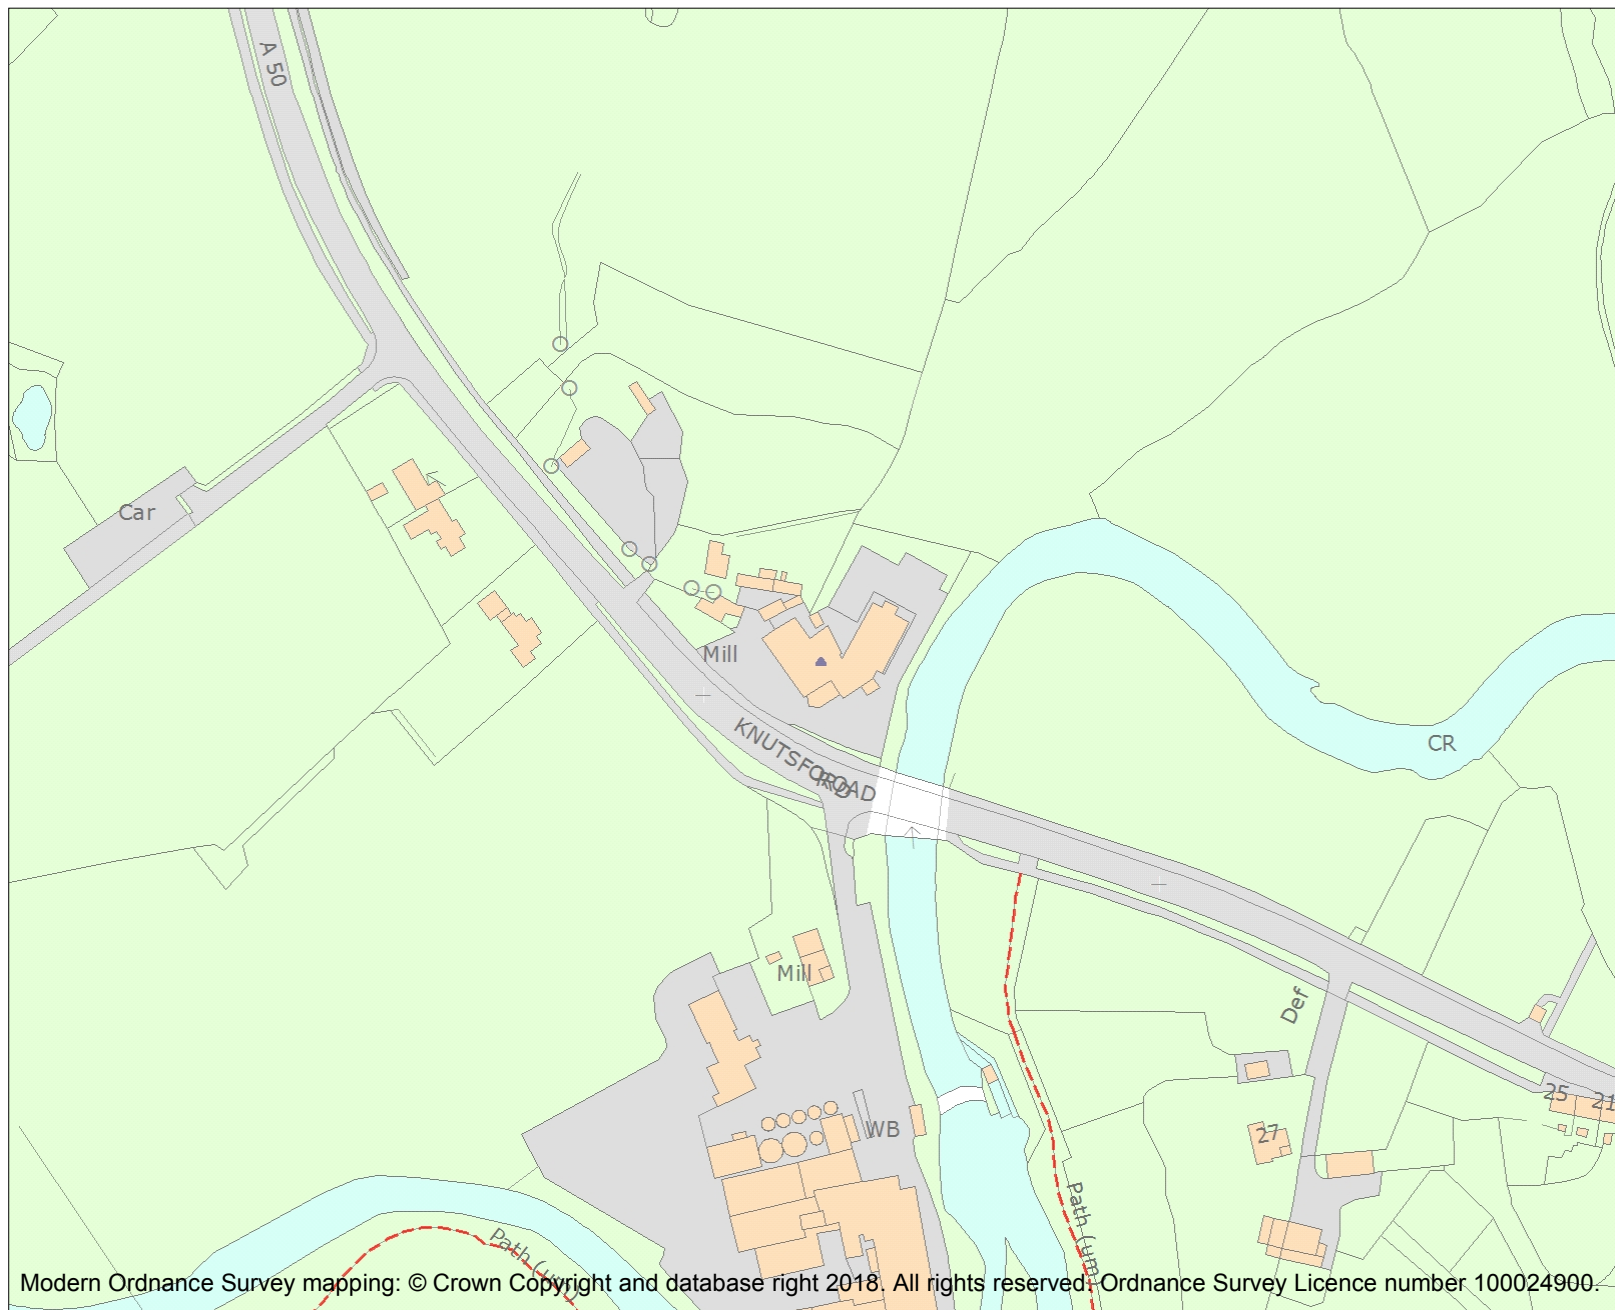 A 50
Car
Mill
KNUTSFORD
ROAD
CR
Mill
Def
25
21
27
WB
Path (um)
Path (um)
Modern Ordnance Survey mapping: © Crown Copyright and database right 2018. All rights reserved. Ordnance Survey Licence number 100024900.